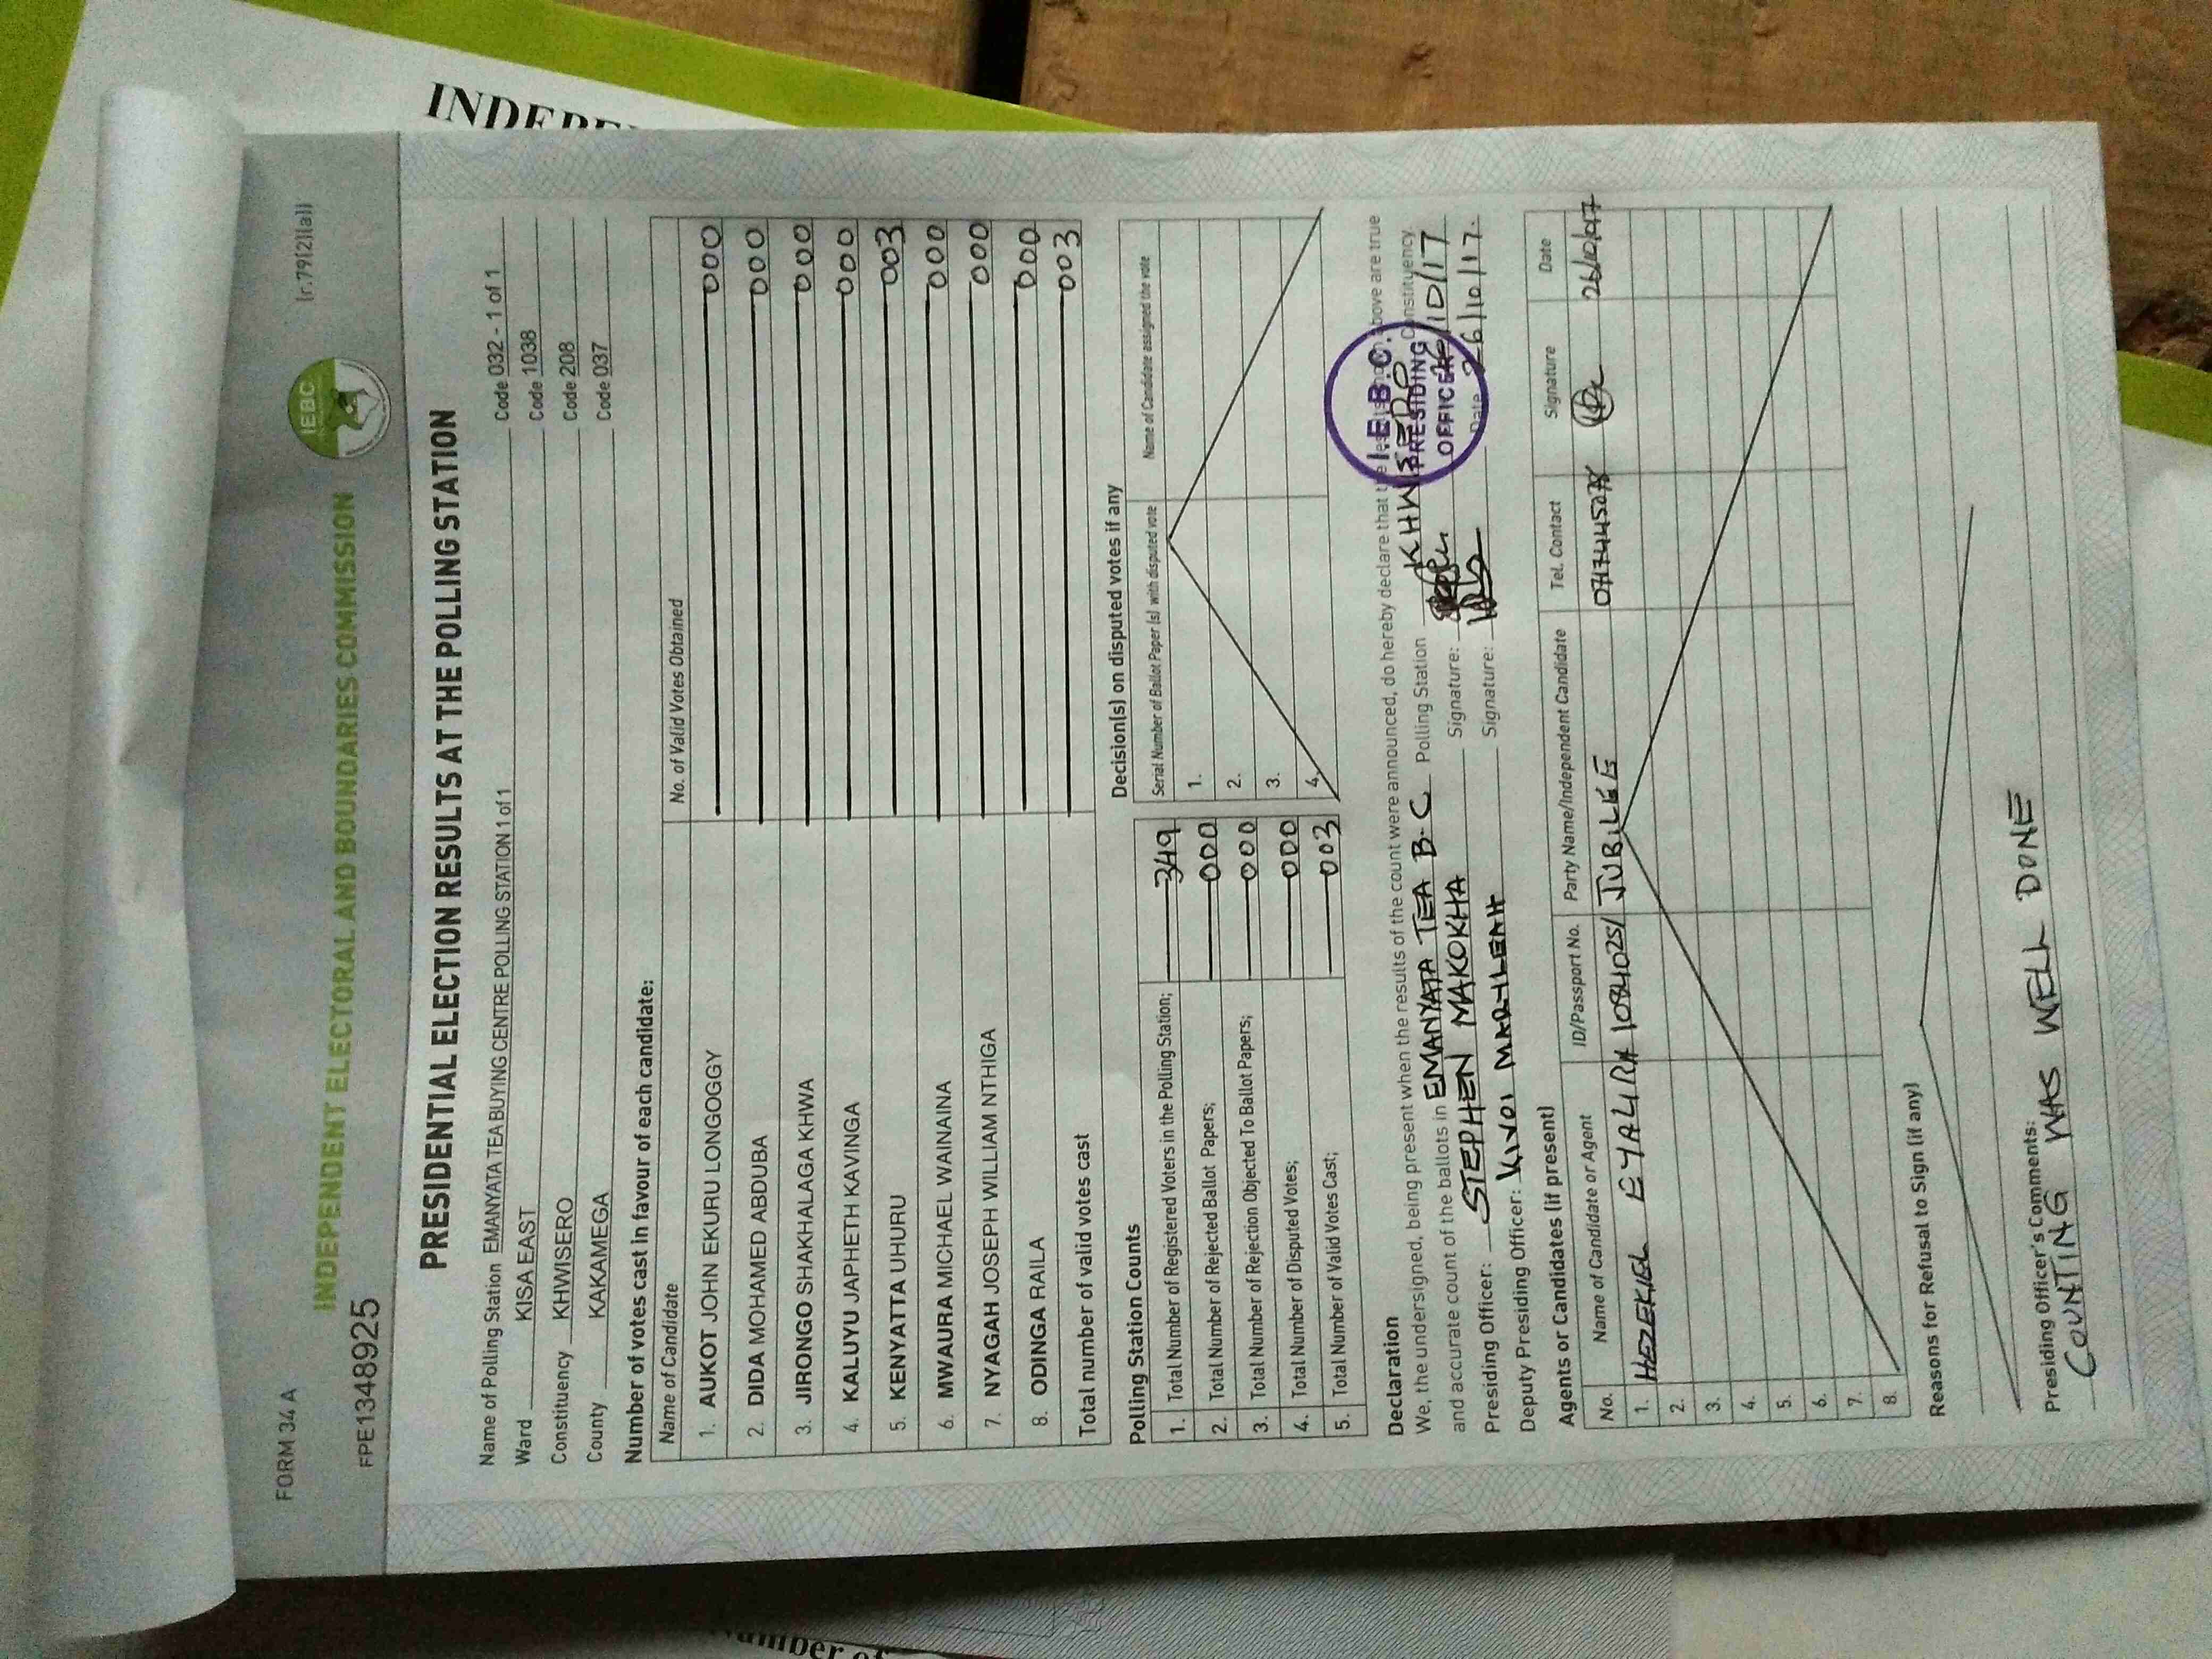 INDEPE
FORM 34 A
[r.79(2)(a)]
IEBC
INDEPENDENT ELECTORAL AND BOUNDARIES COMMISSION
FPE1348925
PRESIDENTIAL ELECTION RESULTS AT THE POLLING STATION
Name of Polling Station EMANYATA TEA BUYING CENTRE POLLING STATION 1 of 1 Code 032 - 1 of 1
Ward KISA EAST Code 1038
Constituency KHWISERO Code 208
County KAKAMEGA Code 037
Number of votes cast in favour of each candidate:
Name of Candidate No. of Valid Votes Obtained
1. AUKOT JOHN EKURU LONGOGGY 000
2. DIDA MOHAMED ABDUBA 000
3. JIRONGO SHAKHALAGA KHWA 000
4. KALUYU JAPHETH KAVINGA 000
5. KENYATTA UHURU 003
6. MWAURA MICHAEL WAINAINA 000
7. NYAGAH JOSEPH WILLIAM NTHIGA 000
8. ODINGA RAILA 000
Total number of valid votes cast 003
Polling Station Counts
1. Total Number of Registered Voters in the Polling Station; 349
2. Total Number of Rejected Ballot Papers; 000
3. Total Number of Rejection Objected To Ballot Papers; 000
4. Total Number of Disputed Votes; 000
5. Total Number of Valid Votes Cast; 003
Decision(s) on disputed votes if any
Serial Number of Ballot Paper (s) with disputed vote Name of Candidate assigned the vote
1.
2.
3.
4.
Declaration
We, the undersigned, being present when the results of the count were announced, do hereby declare that the results shown above are true
and accurate count of the ballots in EMANYATA TEA B.C Polling Station KHWISERO Constituency
Presiding Officer: STEPHEN MAKOKHA Signature: 26/10/17
Deputy Presiding Officer: KIVOI MARYLEAH Signature: Date 26/10/17.
I.E.B.C.
PRESIDING
OFFICER
Agents or Candidates (if present)
No. Name of Candidate or Agent ID/Passport No. Party Name/Independent Candidate Tel. Contact Signature Date
1. HEZEKIEL EYALIRA 10840251 JUBILEE 26/10/017
2.
3.
4.
5.
6.
7.
8.
Reasons for Refusal to Sign (if any)
Presiding Officer's Comments:
COUNTING WAS WELL DONE
Number of